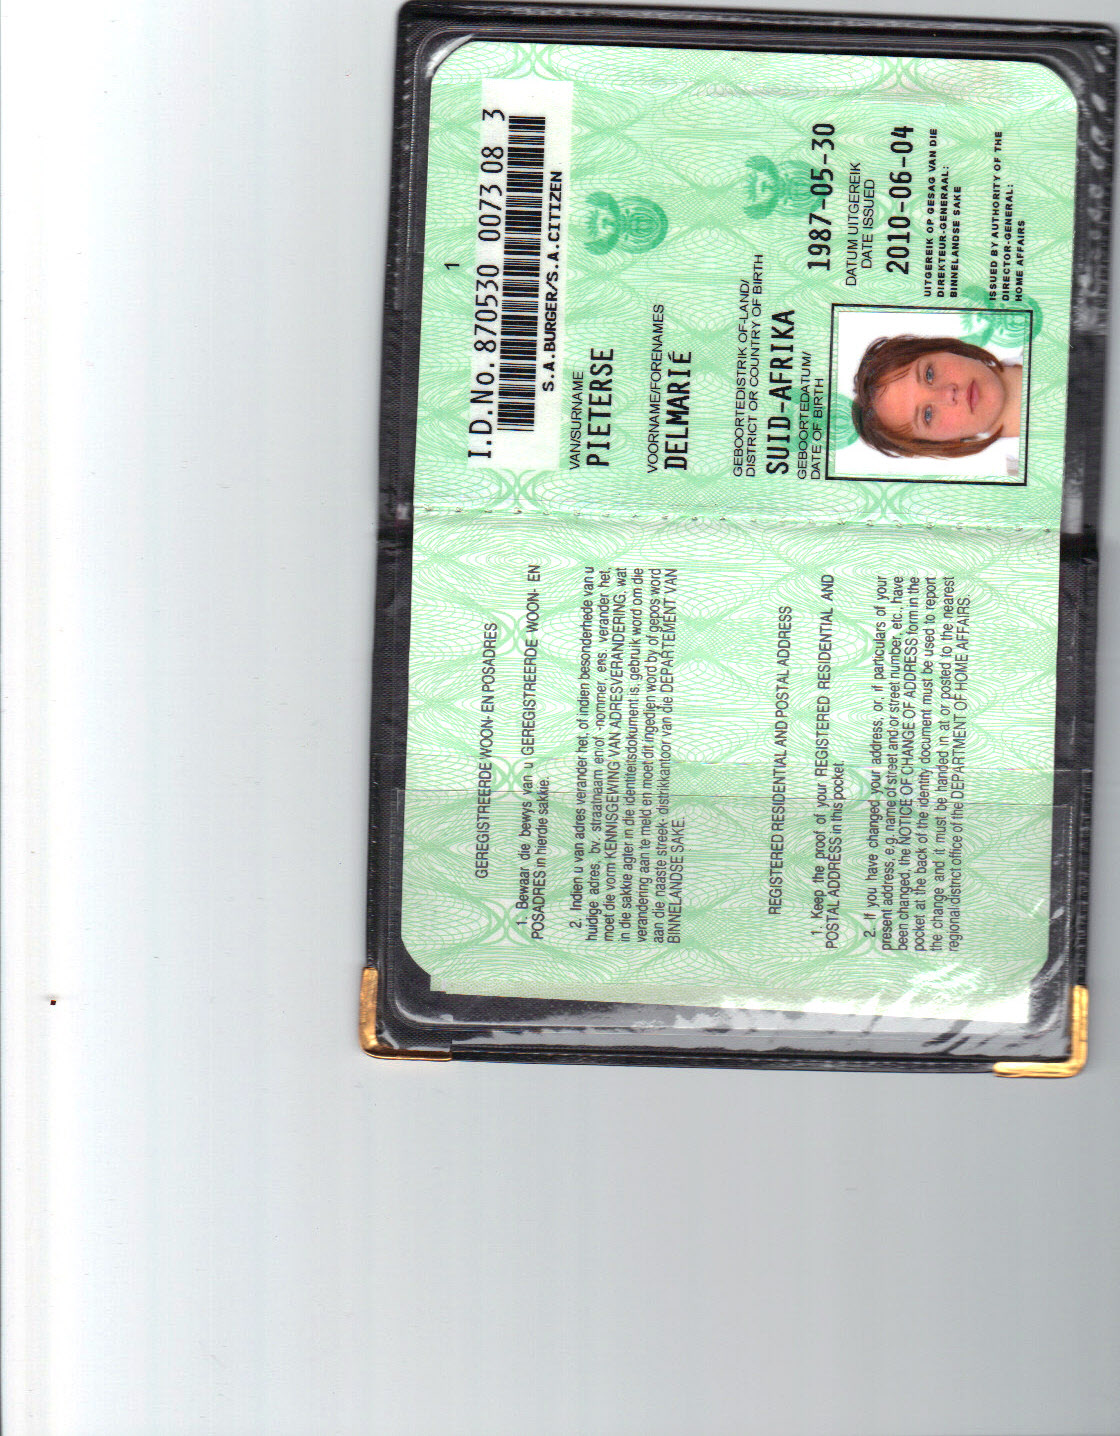 1
I.D.No. 870530 0073 08 3
S.A.BURGER/S.A.CITIZEN
VAN/SURNAME
PIETERSE
VOORNAME/FORENAMES
DELMARIÉ
GEBOORTEDISTRIK OF-LAND/
DISTRICT OR COUNTRY OF BIRTH
SUID-AFRIKA
GEBOORTEDATUM/
DATE OF BIRTH
1987-05-30
DATUM UITGEREIK
DATE ISSUED
2010-06-04
UITGEREIK OP GESAG VAN DIE
DIREKTEUR-GENERAAL:
BINNELANDSE SAKE
ISSUED BY AUTHORITY OF THE
DIRECTOR-GENERAL:
HOME AFFAIRS
GEREGISTREERDE WOON- EN POSADRES
1. Bewaar die bewys van u GEREGISTREERDE WOON- EN
POSADRES in hierdie sakkie.
2. Indien u van adres verander het, of indien besonderhede van u
huidige adres, bv. straatnaam en/of -nommer, ens. verander het,
moet die vorm KENNISGEWING VAN ADRESVERANDERING, wat
in die sakkie agter in die identiteitsdokument is, gebruik word om die
verandering aan te meld en moet dit ingedien word by of gepos word
aan die naaste streek-/distrikkantoor van die DEPARTEMENT VAN
BINNELANDSE SAKE.
REGISTERED RESIDENTIAL AND POSTAL ADDRESS
1. Keep the proof of your REGISTERED RESIDENTIAL AND
POSTAL ADDRESS in this pocket.
2. If you have changed your address, or, if particulars of your
present address, e.g. name of street and/or street number, etc., have
been changed, the NOTICE OF CHANGE OF ADDRESS form in the
pocket at the back of the identity document must be used to report
the change and it must be handed in at or posted to the nearest
regional/district office of the DEPARTMENT OF HOME AFFAIRS.